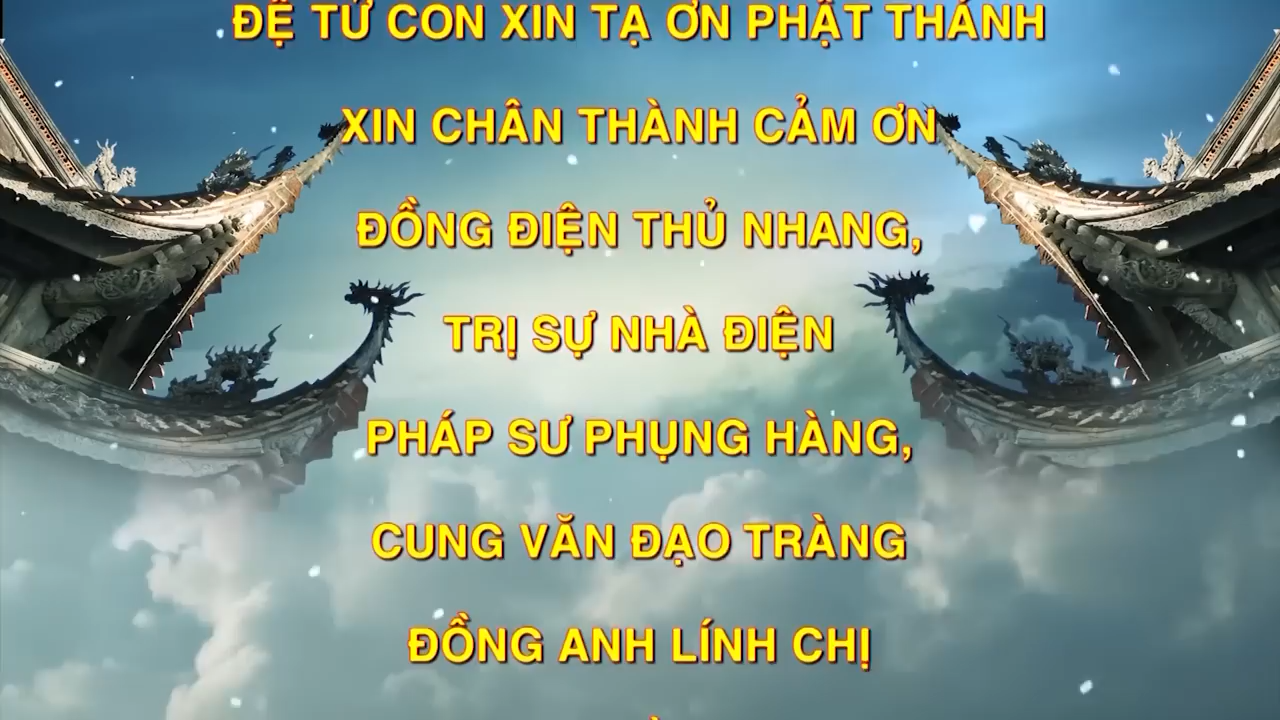 ĐỆ TỬ CON XIN TẠ ƠN PHẬT THÁNH
XIN CHÂN THÀNH CẢM ƠN
ĐỒNG ĐIỆN THỦ NHANG,
TRỊ SỰ NHÀ ĐIỆN
PHÁP SƯ PHỤNG HÀNG,
CUNG VĂN ĐẠO TRÀNG
ĐỒNG ANH LÍNH CHỊ